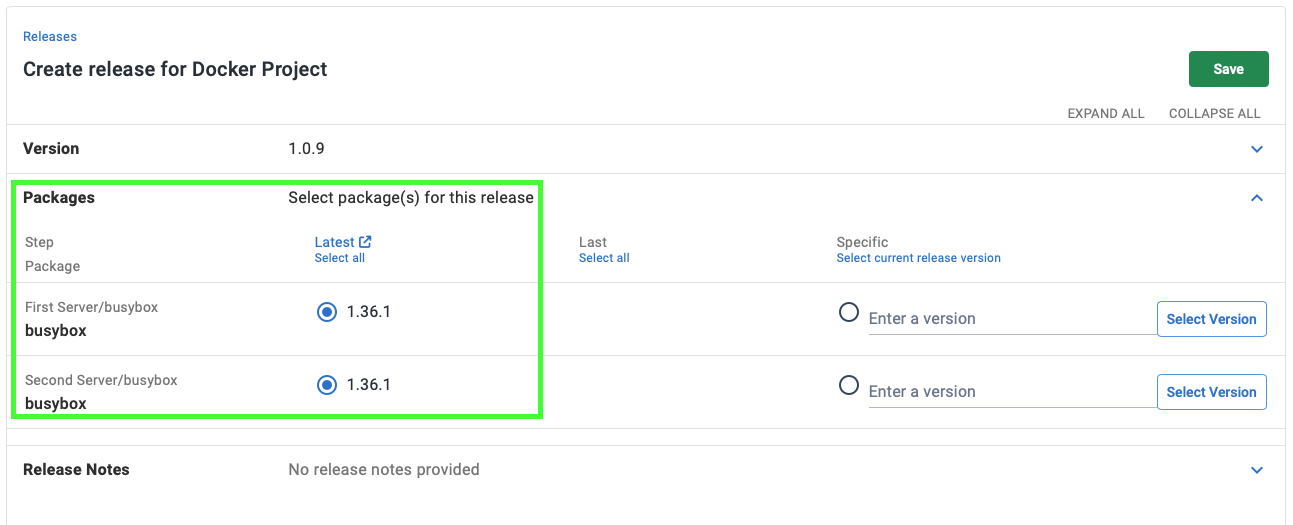 Releases
Create release for Docker Project
Save
EXPAND ALL COLLAPSE ALL
Version 1.0.9
Packages Select package(s) for this release
Step Latest Last Specific
Package Select all Select all Select current release version
First Server/busybox
busybox 1.36.1 Enter a version Select Version
Second Server/busybox
busybox 1.36.1 Enter a version Select Version
Release Notes No release notes provided